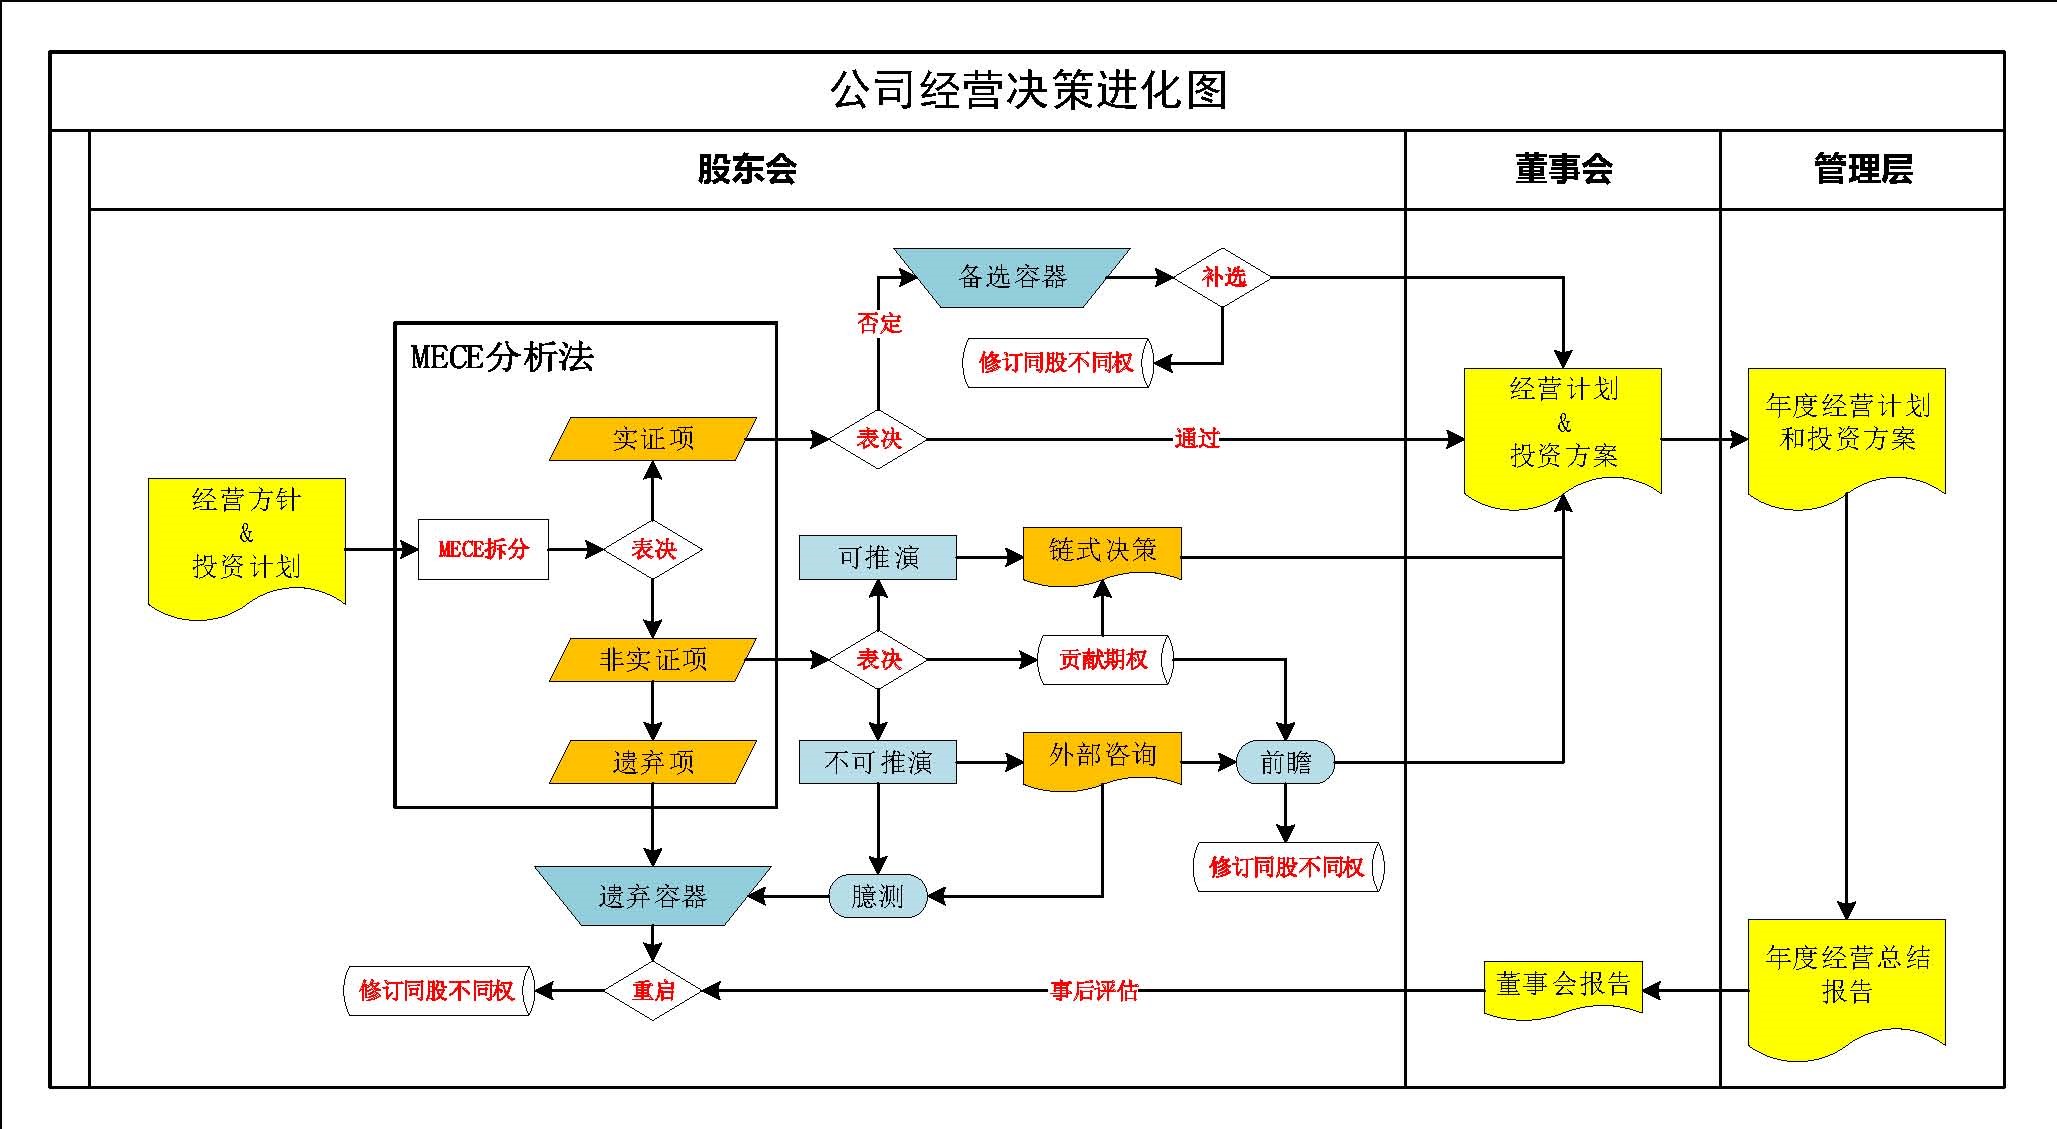 公司经营决策进化图
股东会
董事会
管理层
备选容器
补选
否定
修订同股不同权
MECE分析法
实证项
表决
通过
经营计划
&
投资方案
年度经营计划
和投资方案
经营方针
&
投资计划
MECE拆分
表决
可推演
链式决策
非实证项
表决
贡献期权
遗弃项
不可推演
外部咨询
前瞻
修订同股不同权
遗弃容器
臆测
修订同股不同权
重启
事后评估
董事会报告
年度经营总结
报告